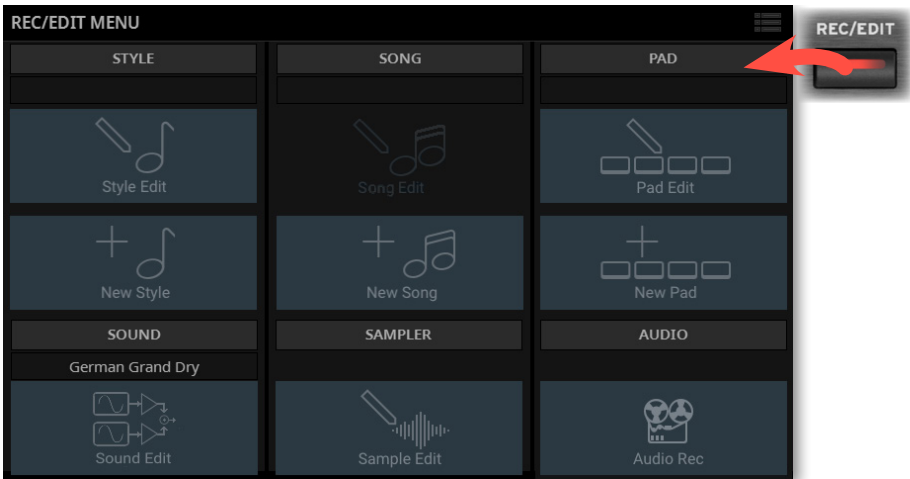 REC/EDIT MENU
REC/EDIT
STYLE
SONG
PAD
Style Edit
Song Edit
Pad Edit
New Style
New Song
New Pad
SOUND
SAMPLER
AUDIO
German Grand Dry
Sound Edit
Sample Edit
Audio Rec